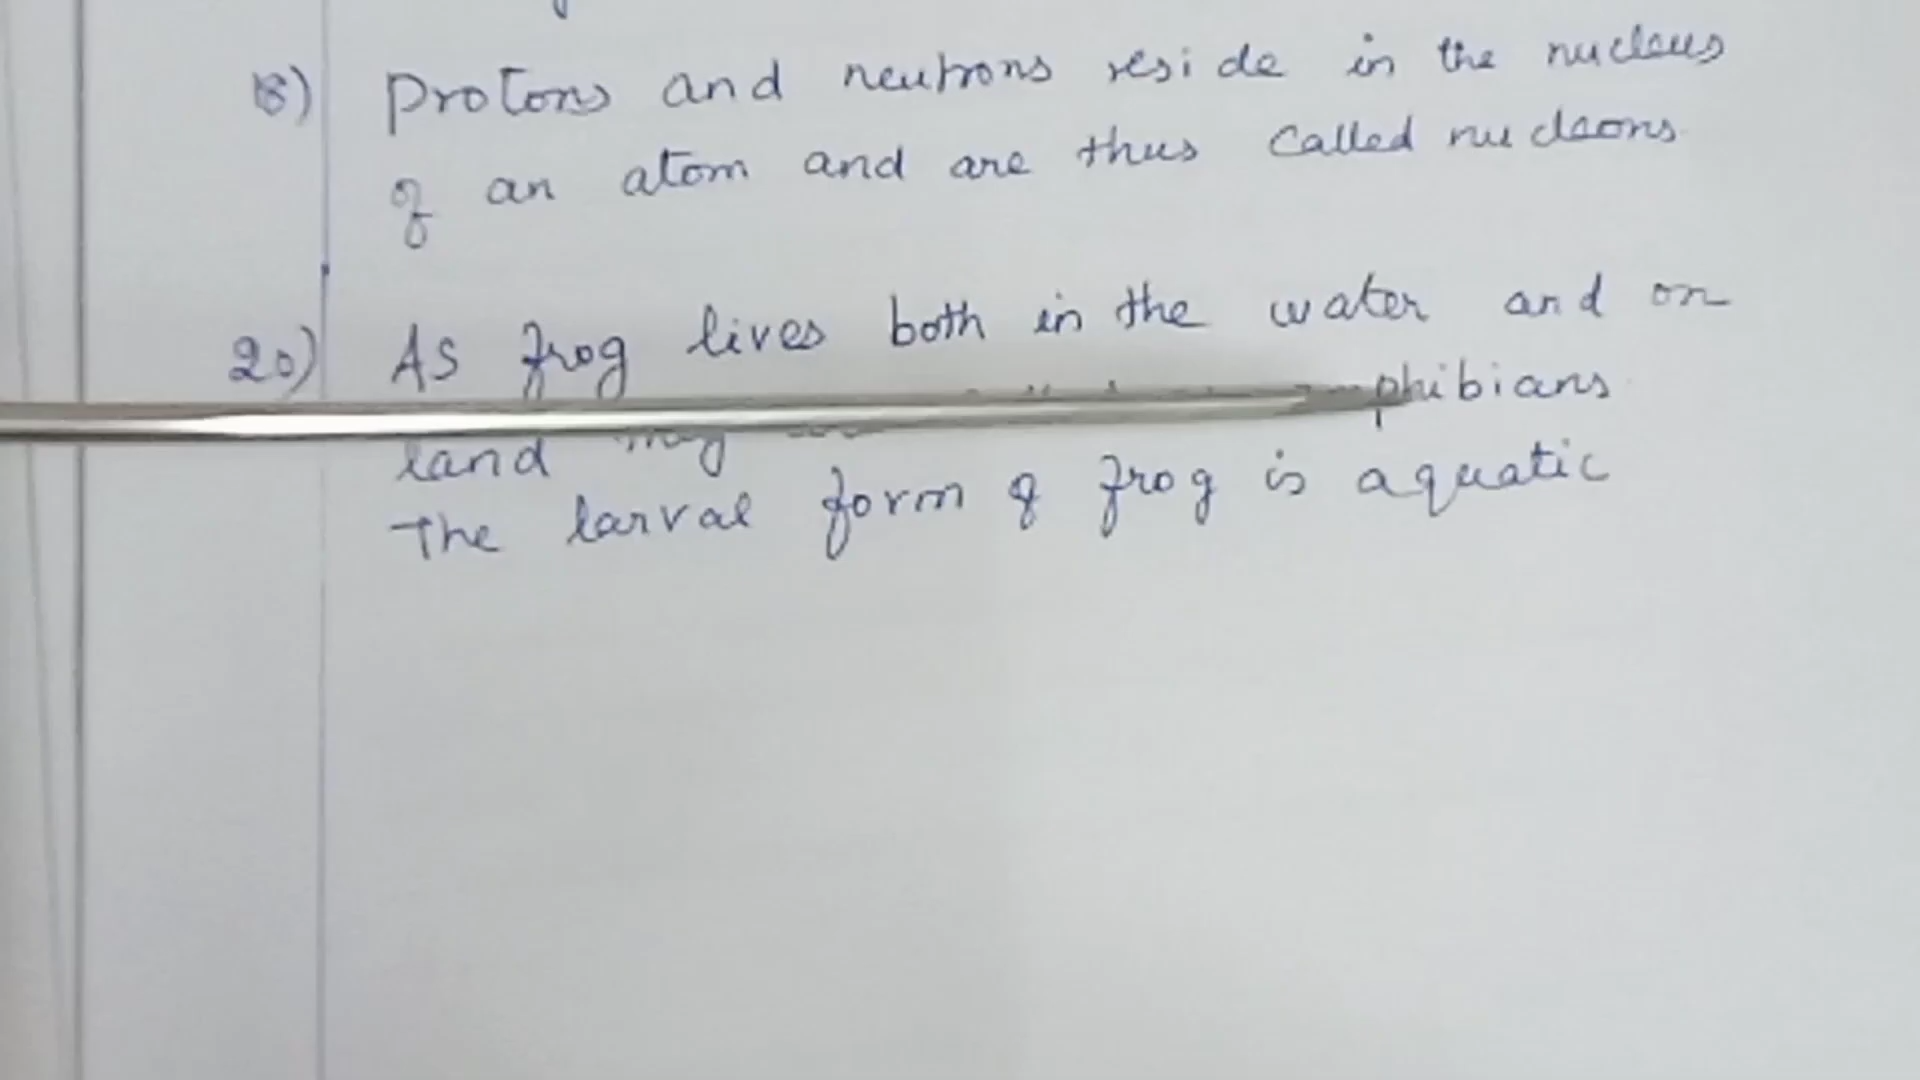 18) Protons and neutrons reside in the nucleus
of an atom and are thus called nucleons
20) As frog lives both in the water and on
land phibians
The larval form of frog is aquatic